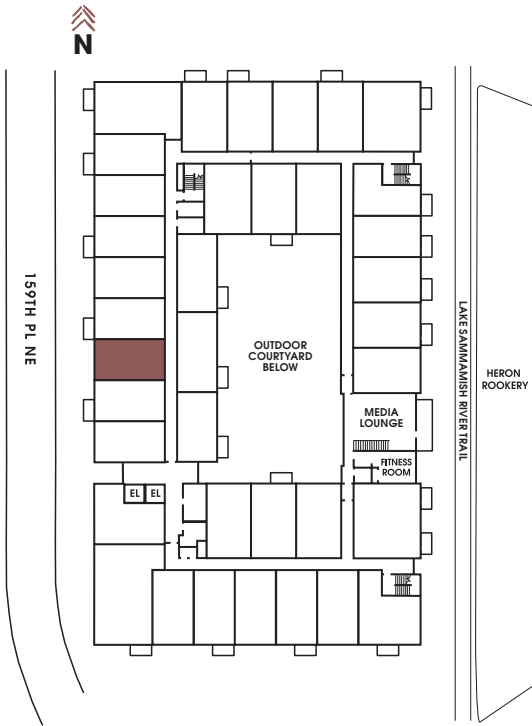 N
159TH PL NE
OUTDOOR
COURTYARD
BELOW
MEDIA
LOUNGE
FITNESS
ROOM
EL
EL
LAKE SAMMAMISH RIVER TRAIL
HERON
ROOKERY